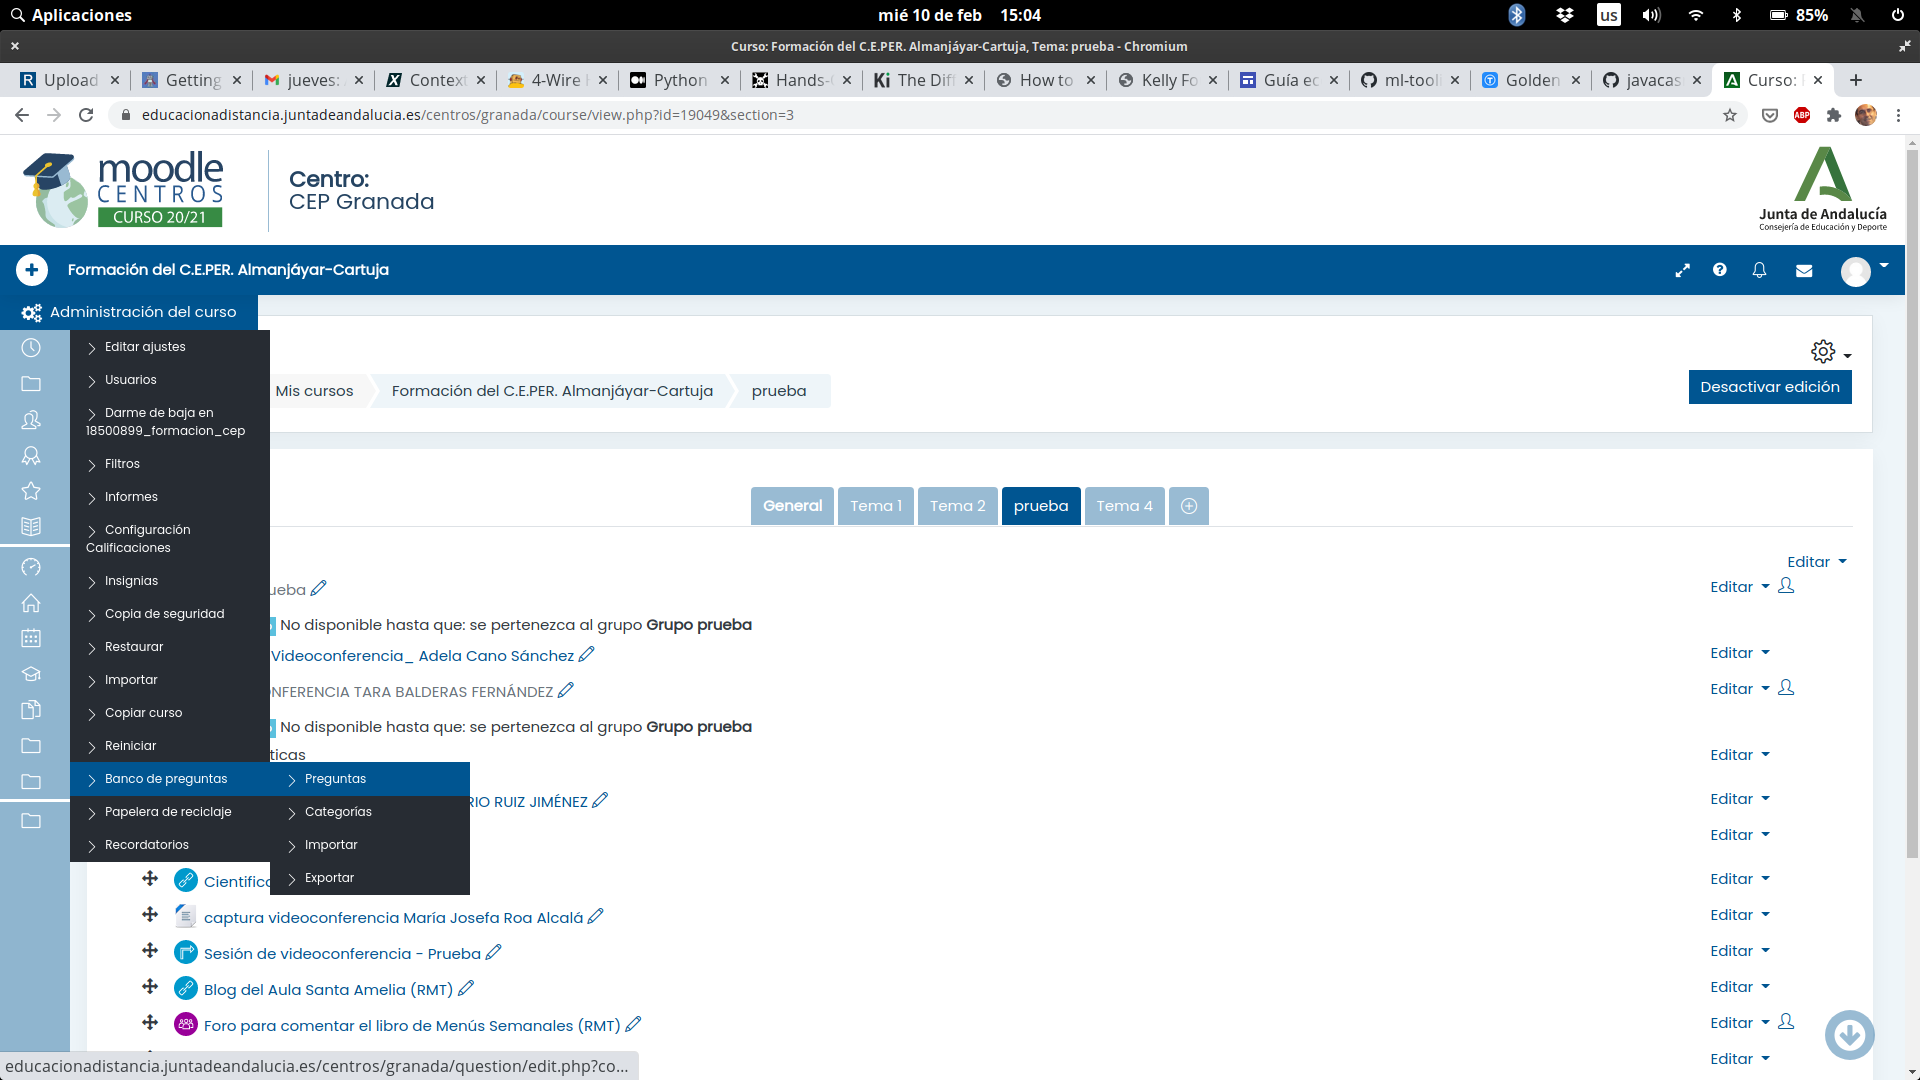 Aplicaciones
mié 10 de feb 15:04
us
85%
Curso: Formación del C.E.PER. Almanjáyar-Cartuja, Tema: prueba - Chromium
Upload
Getting
jueves:
Context
4-Wire
Python
Hands-
The Diff
How to
Kelly Fo
Guía ec
ml-tool
Golden
javacas
Curso:
educacionadistancia.juntadeandalucia.es/centros/granada/course/view.php?id=19049&section=3
ABP
moodle
CENTROS
CURSO 20/21
Centro:
CEP Granada
Junta de Andalucía
Consejería de Educación y Deporte
Formación del C.E.PER. Almanjáyar-Cartuja
Administración del curso
Editar ajustes
Usuarios
Darme de baja en
18500899_formacion_cep
Filtros
Informes
Configuración
Calificaciones
Insignias
Copia de seguridad
Restaurar
Importar
Copiar curso
Reiniciar
Banco de preguntas
Papelera de reciclaje
Recordatorios
Preguntas
Categorías
Importar
Exportar
Mis cursos
Formación del C.E.PER. Almanjáyar-Cartuja
prueba
Desactivar edición
General
Tema 1
Tema 2
prueba
Tema 4
Editar
ueba
Editar
No disponible hasta que: se pertenezca al grupo Grupo prueba
Videoconferencia_ Adela Cano Sánchez
Editar
NFERENCIA TARA BALDERAS FERNÁNDEZ
Editar
No disponible hasta que: se pertenezca al grupo Grupo prueba
ticas
Editar
RIO RUIZ JIMÉNEZ
Editar
Editar
Cientific
Editar
captura videoconferencia María Josefa Roa Alcalá
Editar
Sesión de videoconferencia - Prueba
Editar
Blog del Aula Santa Amelia (RMT)
Editar
Foro para comentar el libro de Menús Semanales (RMT)
Editar
Editar
educacionadistancia.juntadeandalucia.es/centros/granada/question/edit.php?co...